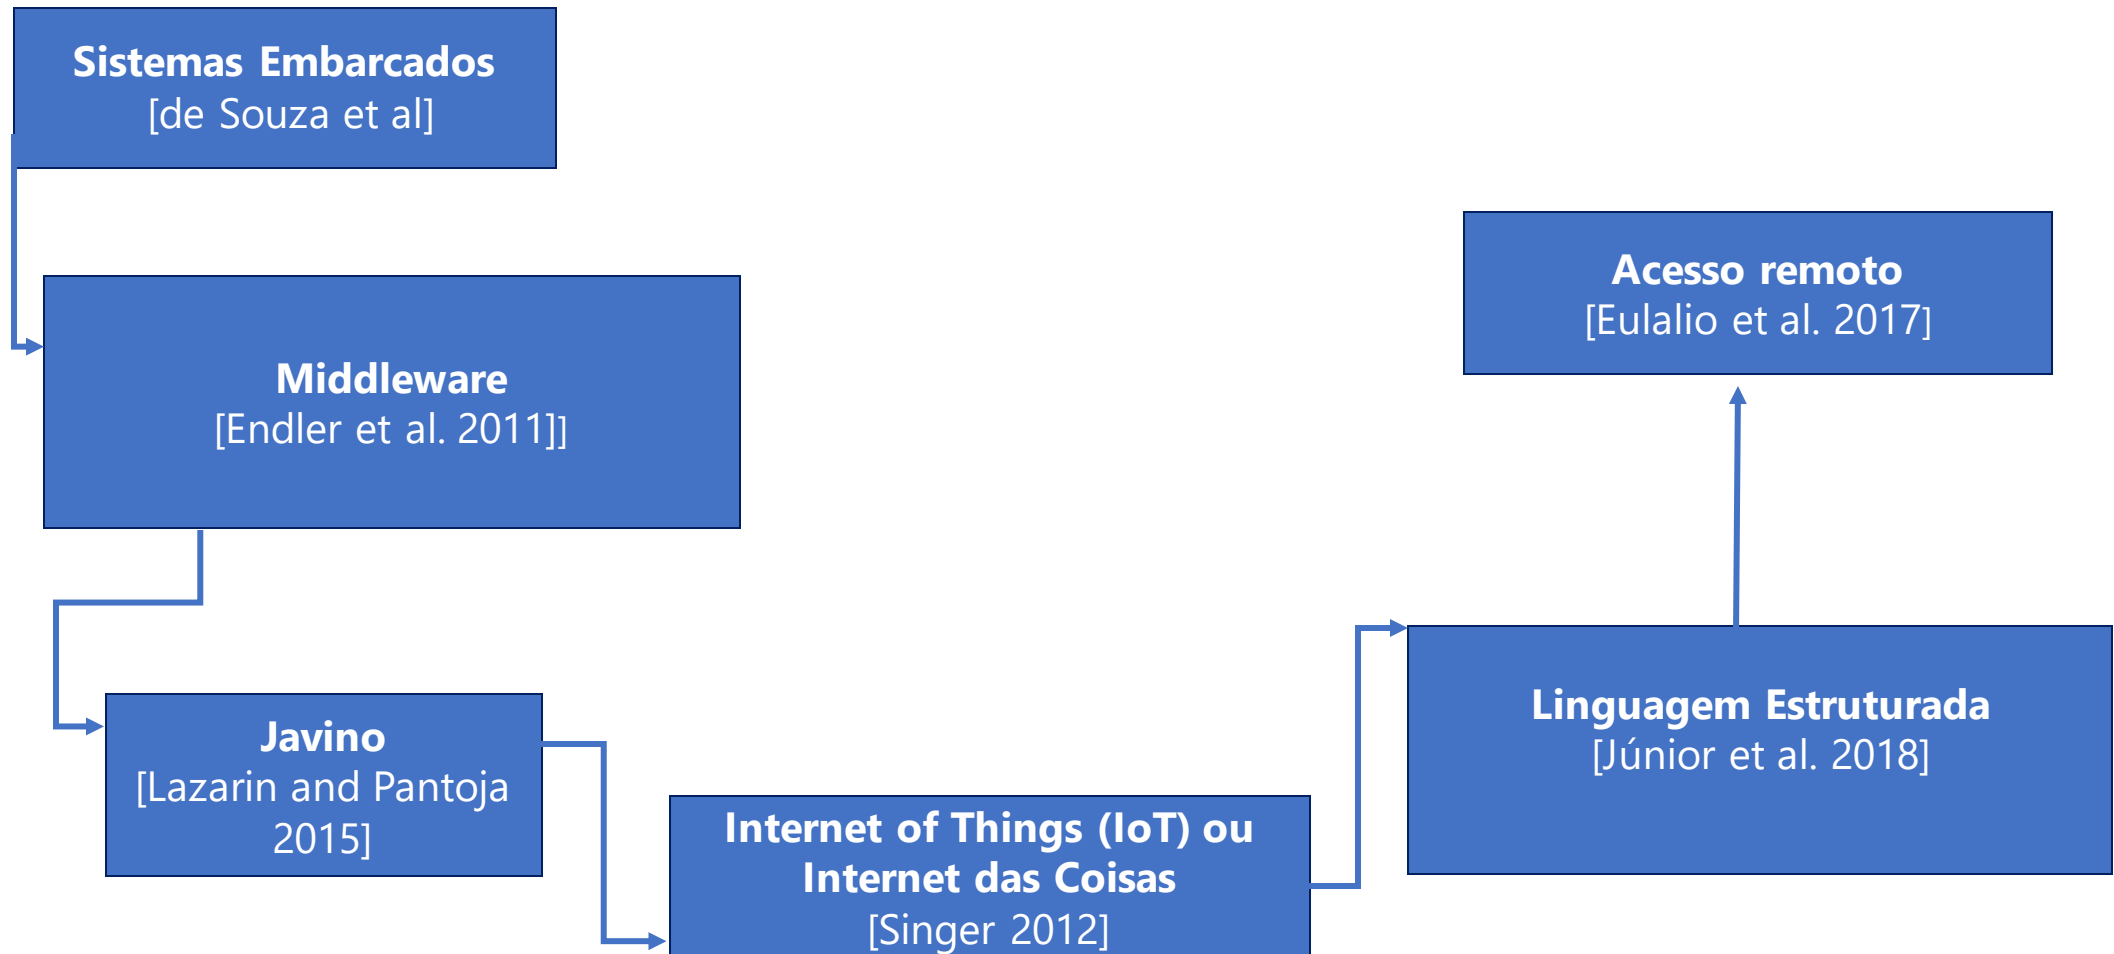 Sistemas Embarcados
[de Souza et al]
Middleware
[Endler et al. 2011]]
Javino
[Lazarin and Pantoja
2015]
Internet of Things (IoT) ou
Internet das Coisas
[Singer 2012]
Linguagem Estruturada
[Júnior et al. 2018]
Acesso remoto
[Eulalio et al. 2017]